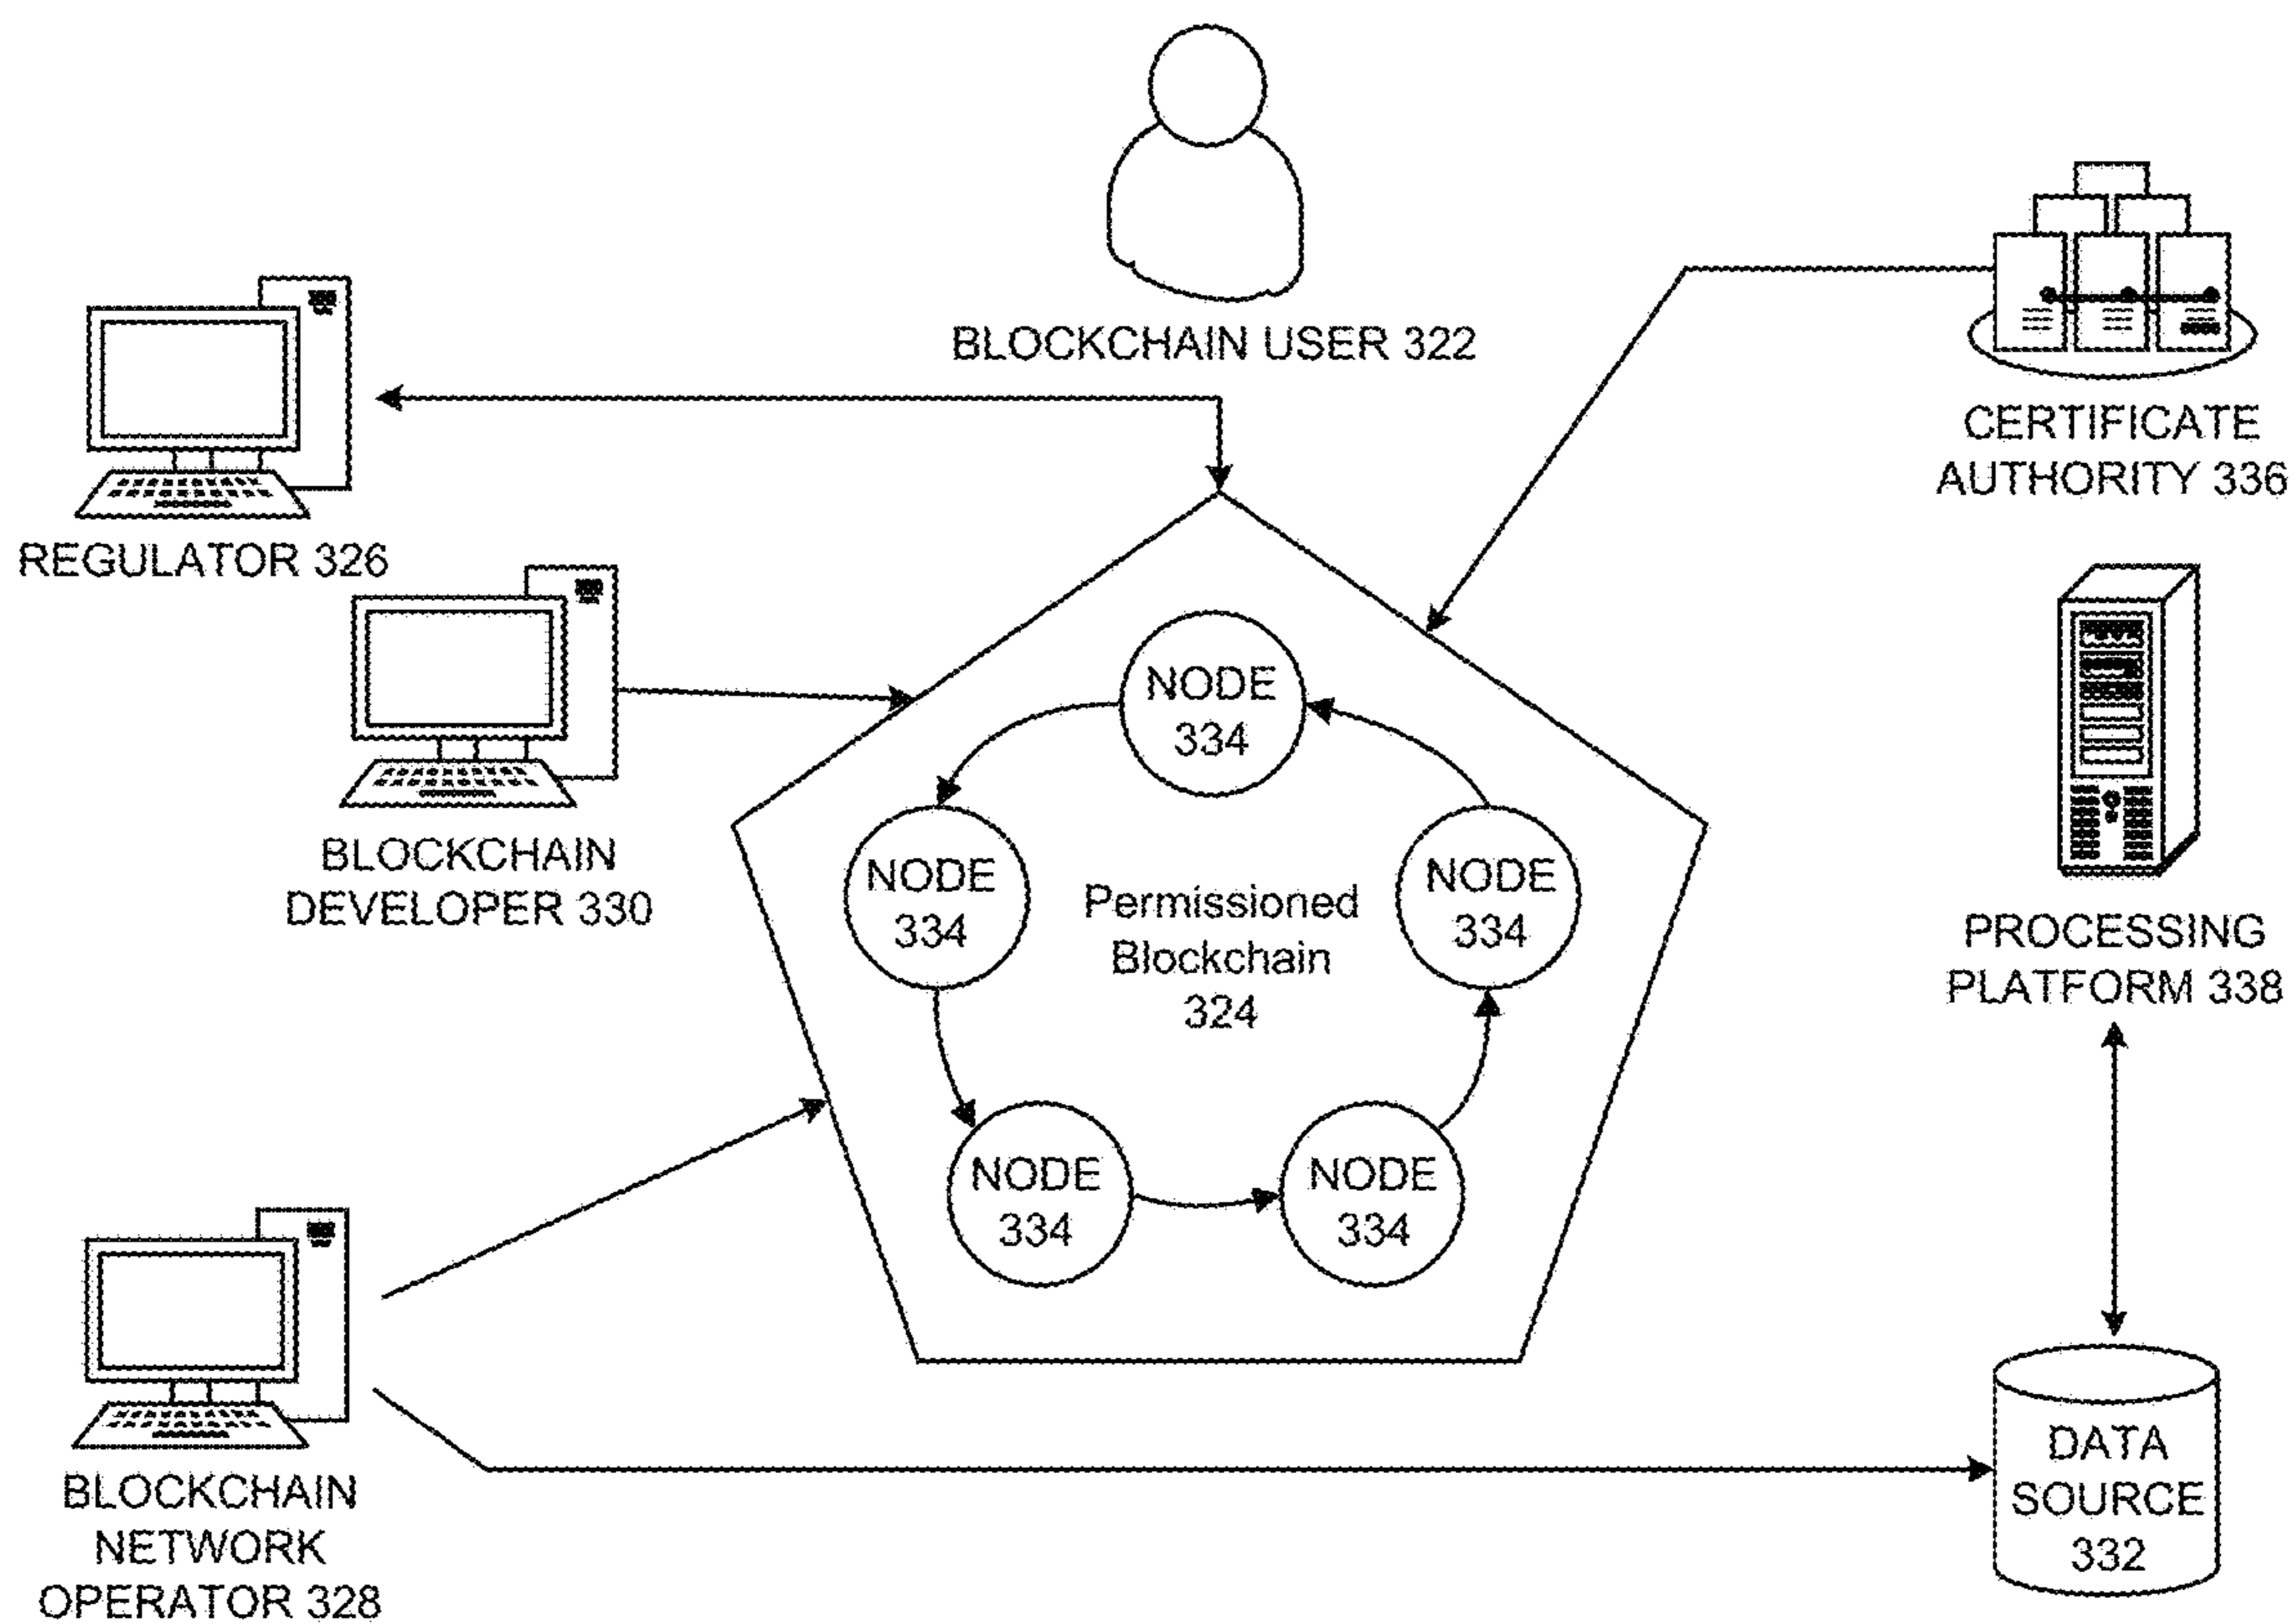 BLOCKCHAIN USER 322
CERTIFICATE
AUTHORITY 336
REGULATOR 326
BLOCKCHAIN
DEVELOPER 330
NODE
334
NODE
334
Permissioned
Blockchain
324
NODE
334
PROCESSING
PLATFORM 338
NODE
334
NODE
334
BLOCKCHAIN
NETWORK
OPERATOR 328
DATA
SOURCE
332